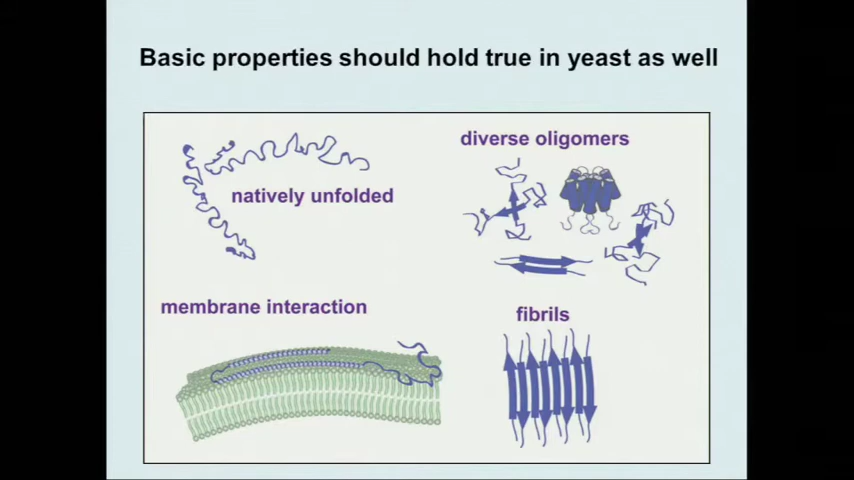 Basic properties should hold true in yeast as well
diverse oligomers
natively unfolded
membrane interaction
fibrils